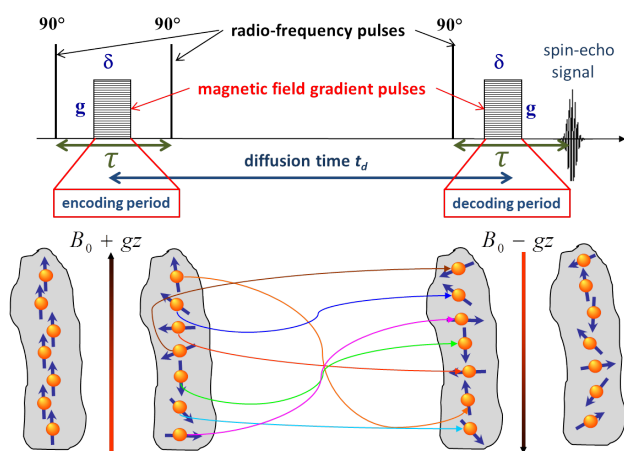 90° 90° radio-frequency pulses 90° spin-echo
signal
δ δ
g magnetic field gradient pulses g
τ τ
diffusion time t_d
encoding period decoding period
B₀ + gz B₀ − gz